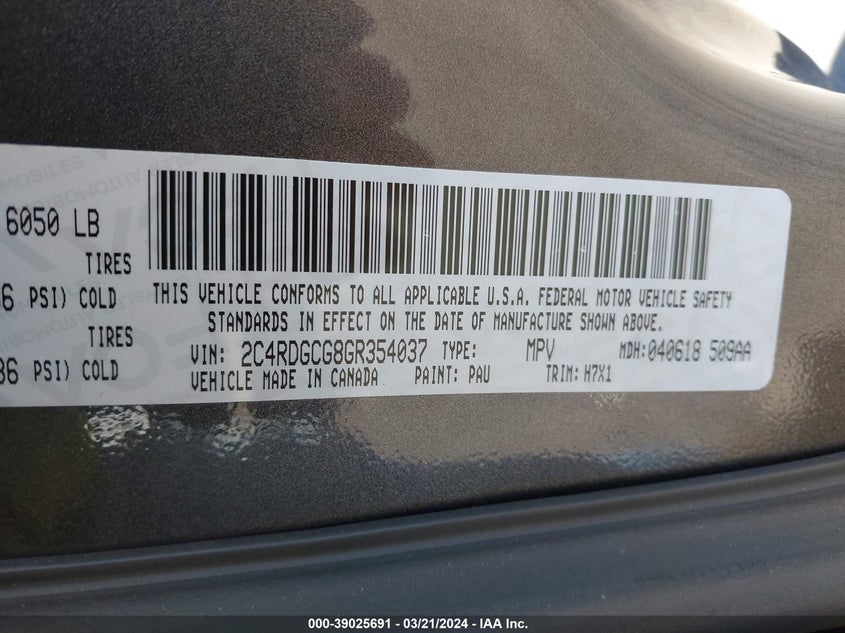 6050 LB
TIRES
PSI) COLD
THIS VEHICLE CONFORMS TO ALL APPLICABLE U.S.A. FEDERAL MOTOR VEHICLE SAFETY
STANDARDS IN EFFECT ON THE DATE OF MANUFACTURE SHOWN ABOVE.
TIRES
36 PSI) COLD
VIN: 2C4RDGCG8GR354037 TYPE: MPV MDH:040618 509AA
VEHICLE MADE IN CANADA PAINT: PAU TRIM: H7X1
000-39025691 - 03/21/2024 - IAA Inc.